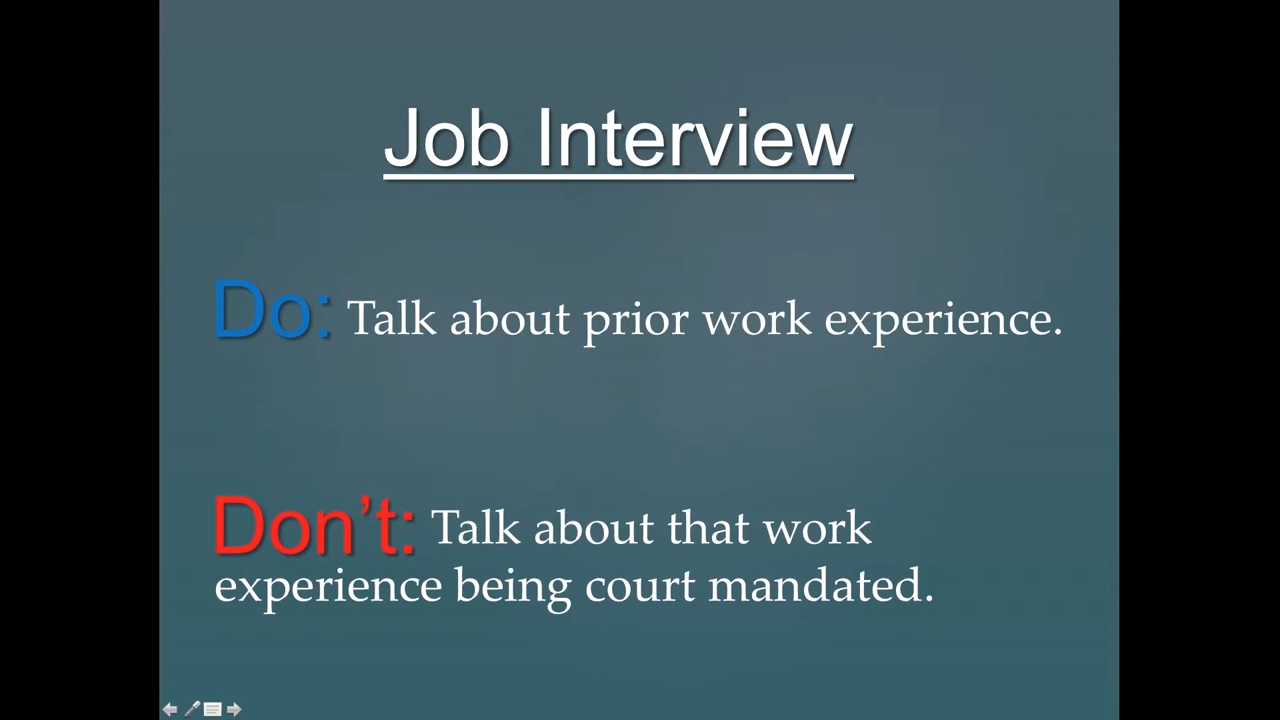 Job Interview
Do: Talk about prior work experience.
Don’t: Talk about that work
experience being court mandated.